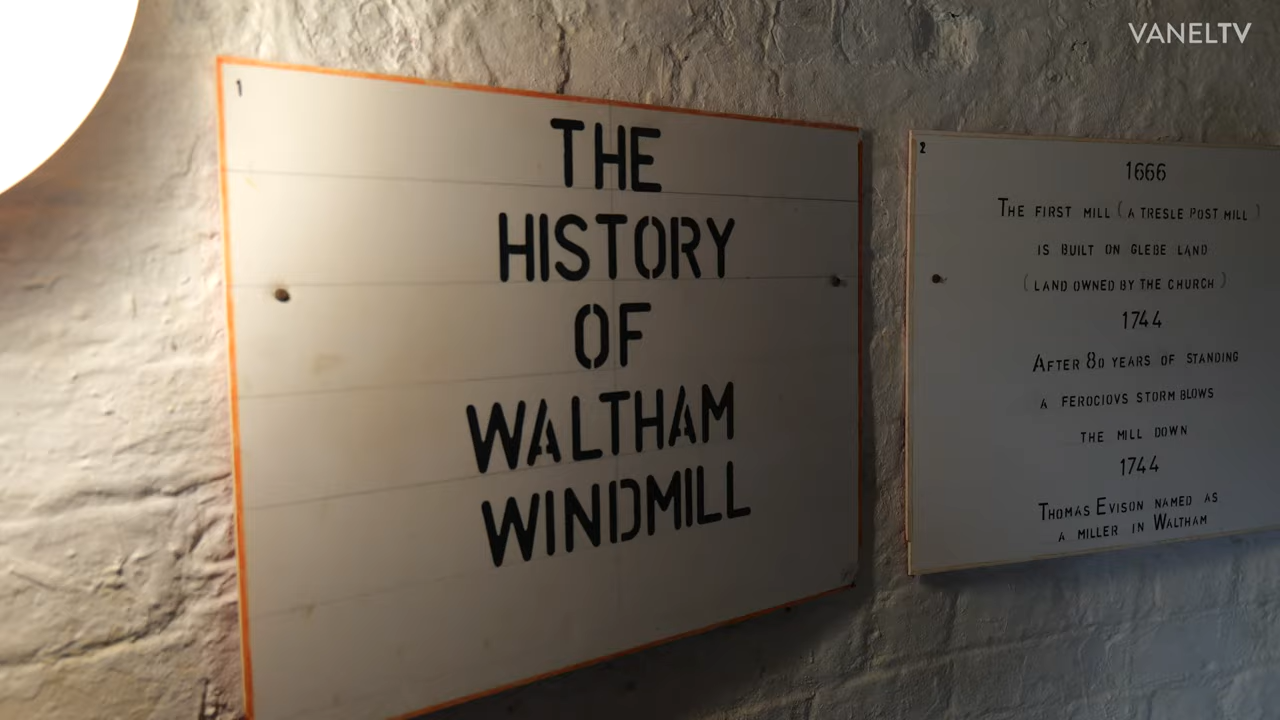 VANELTV
1
THE
HISTORY
OF
WALTHAM
WINDMILL
2
1666
THE FIRST MILL (A TRESLE POST MILL)
IS BUILT ON GLEBE LAND
(LAND OWNED BY THE CHURCH)
1744
AFTER 80 YEARS OF STANDING
A FEROCIOVS STORM BLOWS
THE MILL DOWN
1744
THOMAS EVISON NAMED AS
A MILLER IN WALTHAM